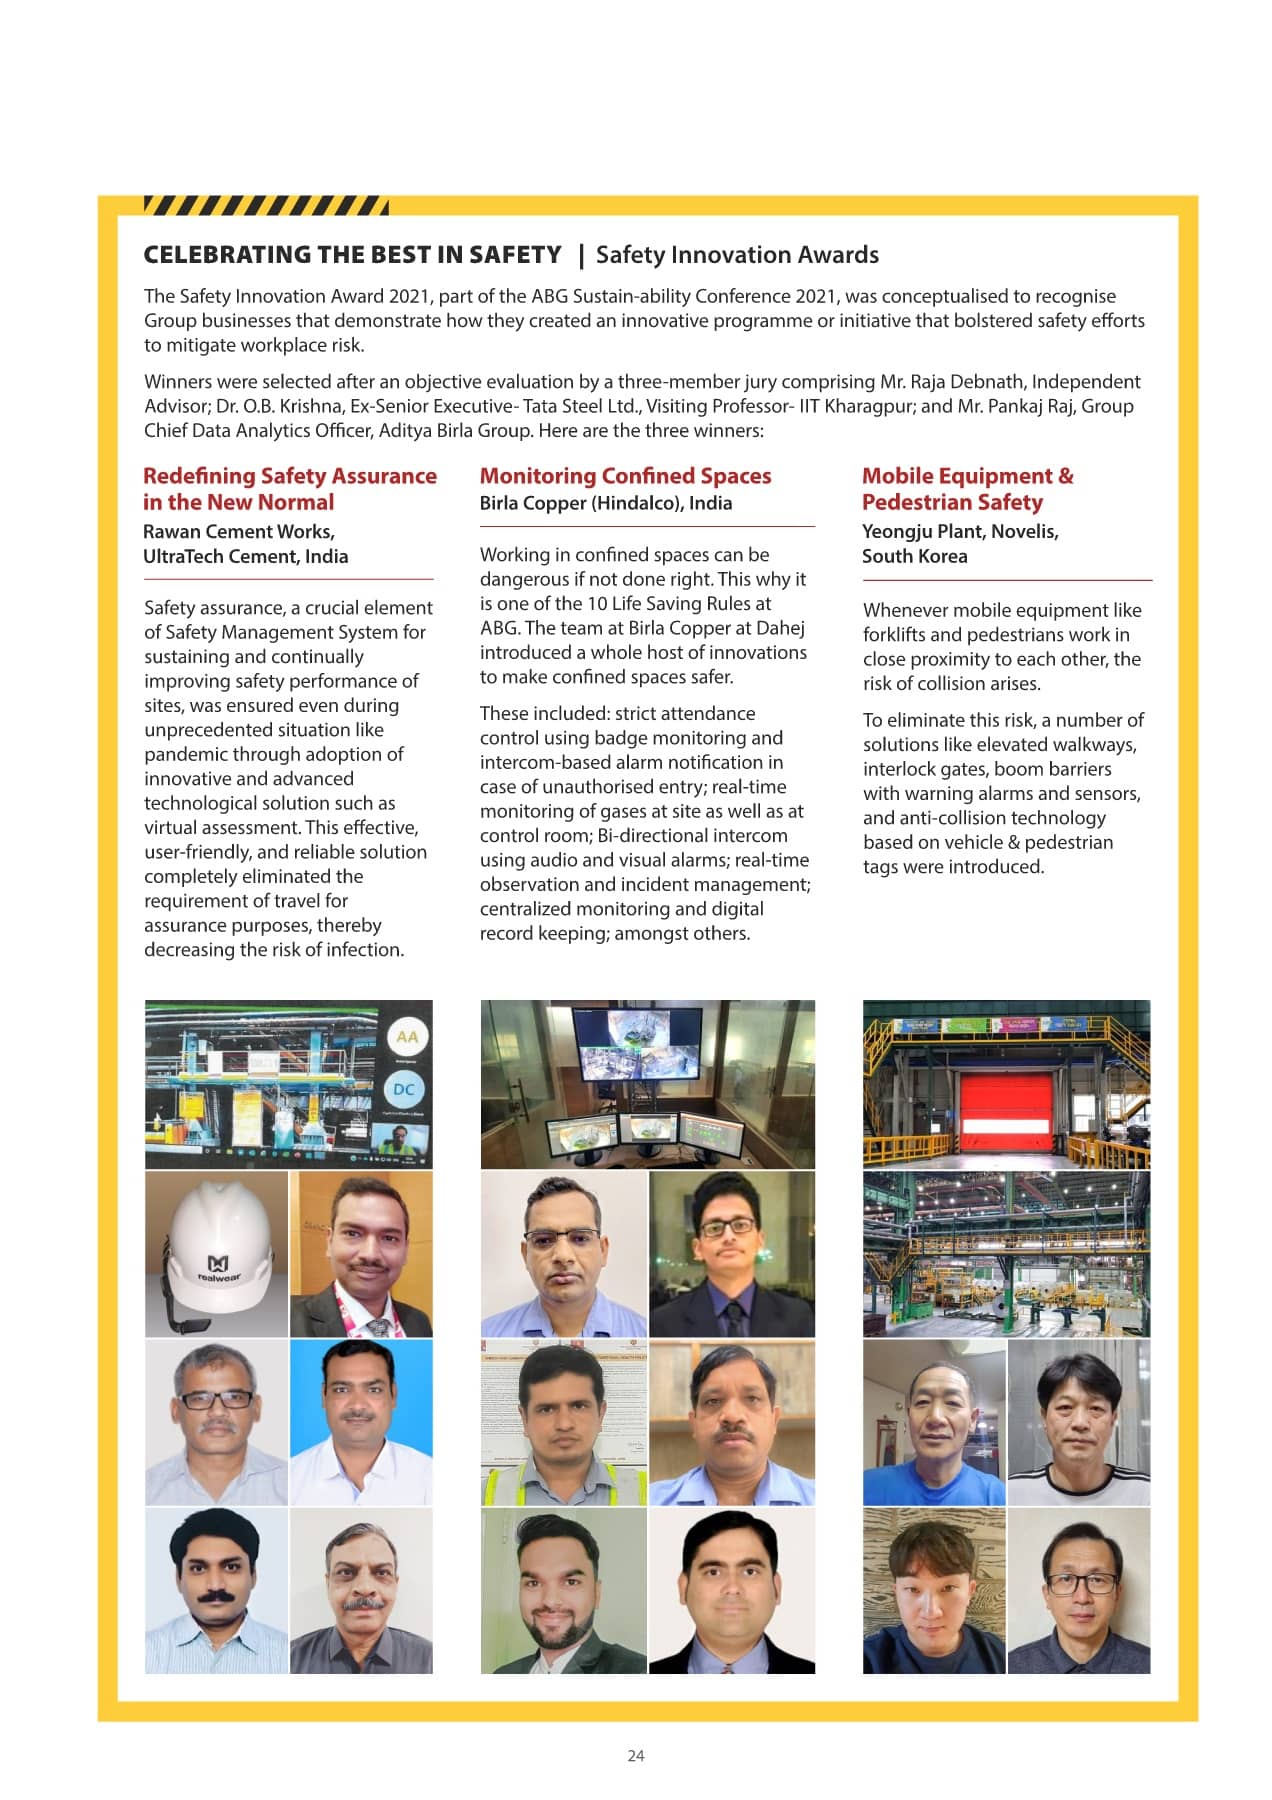 CELEBRATING THE BEST IN SAFETY | Safety Innovation Awards
The Safety Innovation Award 2021, part of the ABG Sustain-ability Conference 2021, was conceptualised to recognise
Group businesses that demonstrate how they created an innovative programme or initiative that bolstered safety efforts
to mitigate workplace risk.
Winners were selected after an objective evaluation by a three-member jury comprising Mr. Raja Debnath, Independent
Advisor; Dr. O.B. Krishna, Ex-Senior Executive- Tata Steel Ltd., Visiting Professor- IIT Kharagpur; and Mr. Pankaj Raj, Group
Chief Data Analytics Officer, Aditya Birla Group. Here are the three winners:
Redefining Safety Assurance
in the New Normal
Rawan Cement Works,
UltraTech Cement, India
Safety assurance, a crucial element
of Safety Management System for
sustaining and continually
improving safety performance of
sites, was ensured even during
unprecedented situation like
pandemic through adoption of
innovative and advanced
technological solution such as
virtual assessment. This effective,
user-friendly, and reliable solution
completely eliminated the
requirement of travel for
assurance purposes, thereby
decreasing the risk of infection.
Monitoring Confined Spaces
Birla Copper (Hindalco), India
Working in confined spaces can be
dangerous if not done right. This why it
is one of the 10 Life Saving Rules at
ABG. The team at Birla Copper at Dahej
introduced a whole host of innovations
to make confined spaces safer.
These included: strict attendance
control using badge monitoring and
intercom-based alarm notification in
case of unauthorised entry; real-time
monitoring of gases at site as well as at
control room; Bi-directional intercom
using audio and visual alarms; real-time
observation and incident management;
centralized monitoring and digital
record keeping; amongst others.
Mobile Equipment &
Pedestrian Safety
Yeongju Plant, Novelis,
South Korea
Whenever mobile equipment like
forklifts and pedestrians work in
close proximity to each other, the
risk of collision arises.
To eliminate this risk, a number of
solutions like elevated walkways,
interlock gates, boom barriers
with warning alarms and sensors,
and anti-collision technology
based on vehicle & pedestrian
tags were introduced.
AA
DC
realwear
24